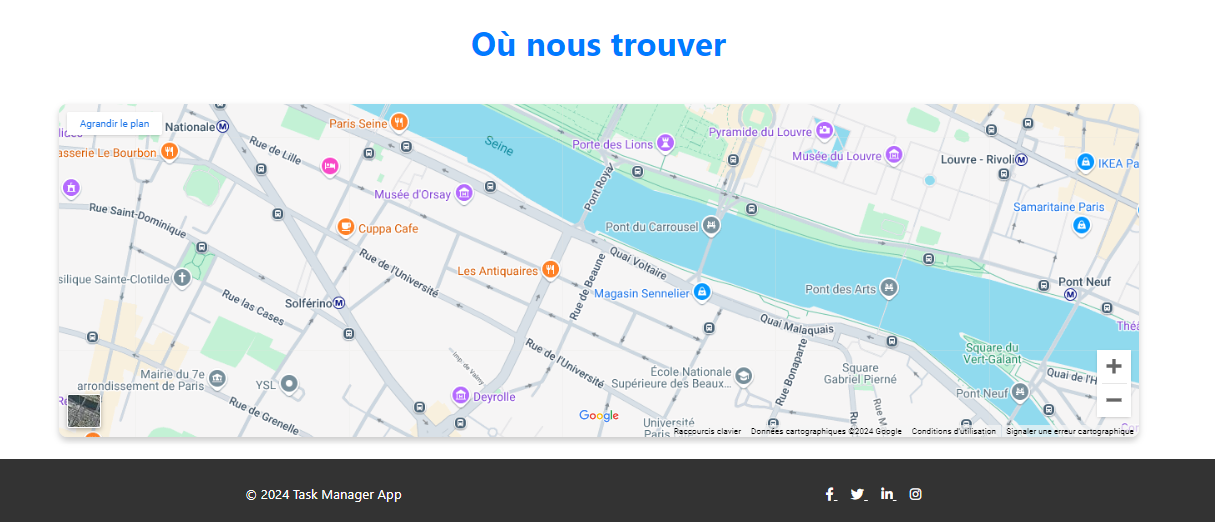 Où nous trouver
Agrandir le plan
Nationale
Paris Seine
Seine
Porte des Lions
Pyramide du Louvre
Musée du Louvre
Louvre - Rivoli
IKEA Pa
asserie Le Bourbon
Rue de Lille
Musée d'Orsay
Pont Royal
Samaritaine Paris
Rue Saint-Dominique
Cuppa Cafe
Pont du Carrousel
Quai Voltaire
silique Sainte-Clotilde
Rue de l'Université
Les Antiquaires
Rue de Beaune
Magasin Sennelier
Pont des Arts
Pont Neuf
Rue las Cases
Solférino
Quai Malaquais
Théâ
Rue de l'Université
Rue Bonaparte
Square du
Vert-Galant
Imp. de Valmy
Mairie du 7e
arrondissement de Paris
YSL
École Nationale
Supérieure des Beaux...
Square
Gabriel Pierné
Quai de l'H
Pont Neuf
Deyrolle
Rue de Grenelle
Google
Université
Paris
Rue M
Raccourcis clavier
Données cartographiques ©2024 Google
Conditions d'utilisation
Signaler une erreur cartographique
© 2024 Task Manager App